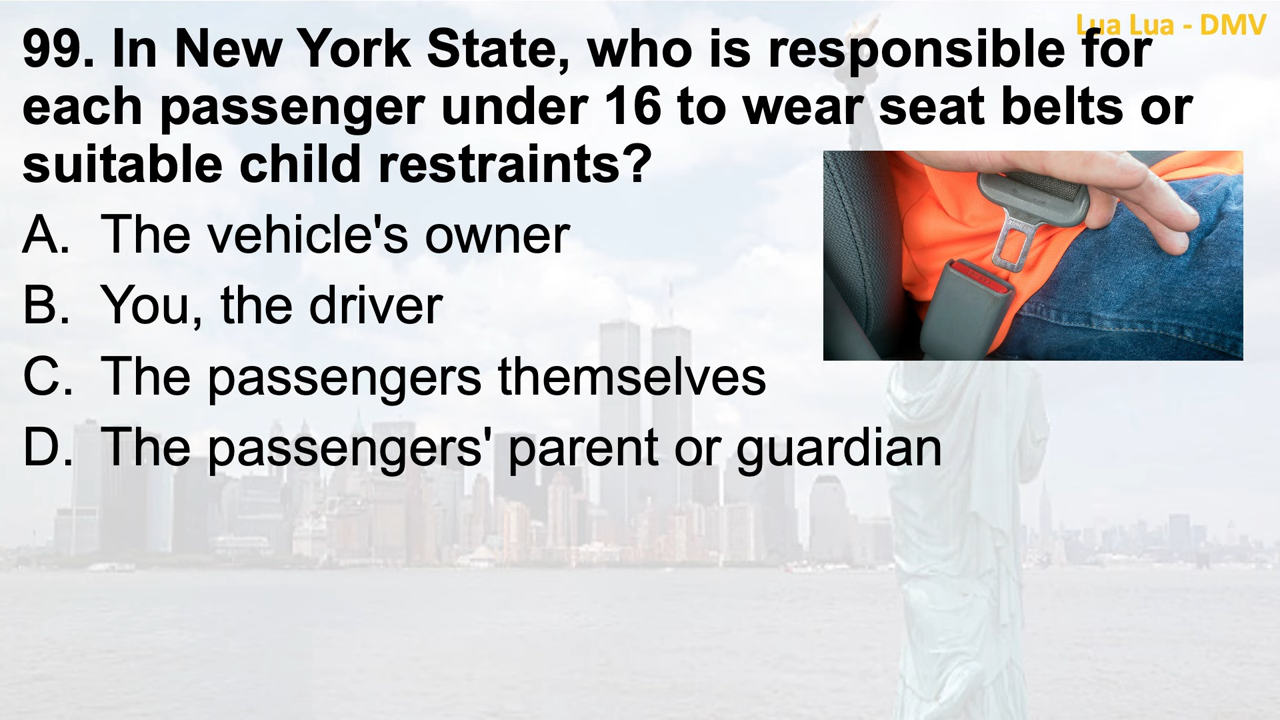 Lua Lua - DMV
99. In New York State, who is responsible for
each passenger under 16 to wear seat belts or
suitable child restraints?
A. The vehicle's owner
B. You, the driver
C. The passengers themselves
D. The passengers' parent or guardian